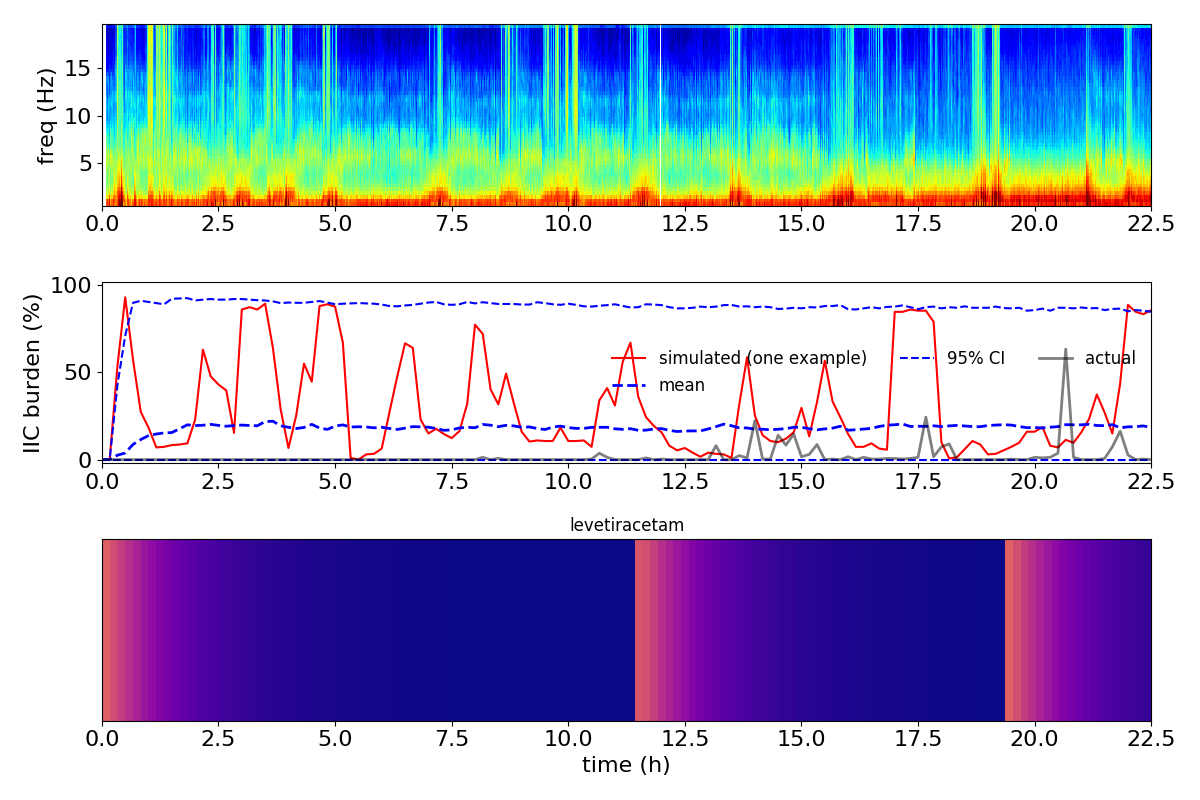 freq (Hz)
15
10
5
0.0 2.5 5.0 7.5 10.0 12.5 15.0 17.5 20.0 22.5
IIC burden (%)
100
50
0
simulated (one example) 95% CI actual
mean
0.0 2.5 5.0 7.5 10.0 12.5 15.0 17.5 20.0 22.5
levetiracetam
0.0 2.5 5.0 7.5 10.0 12.5 15.0 17.5 20.0 22.5
time (h)